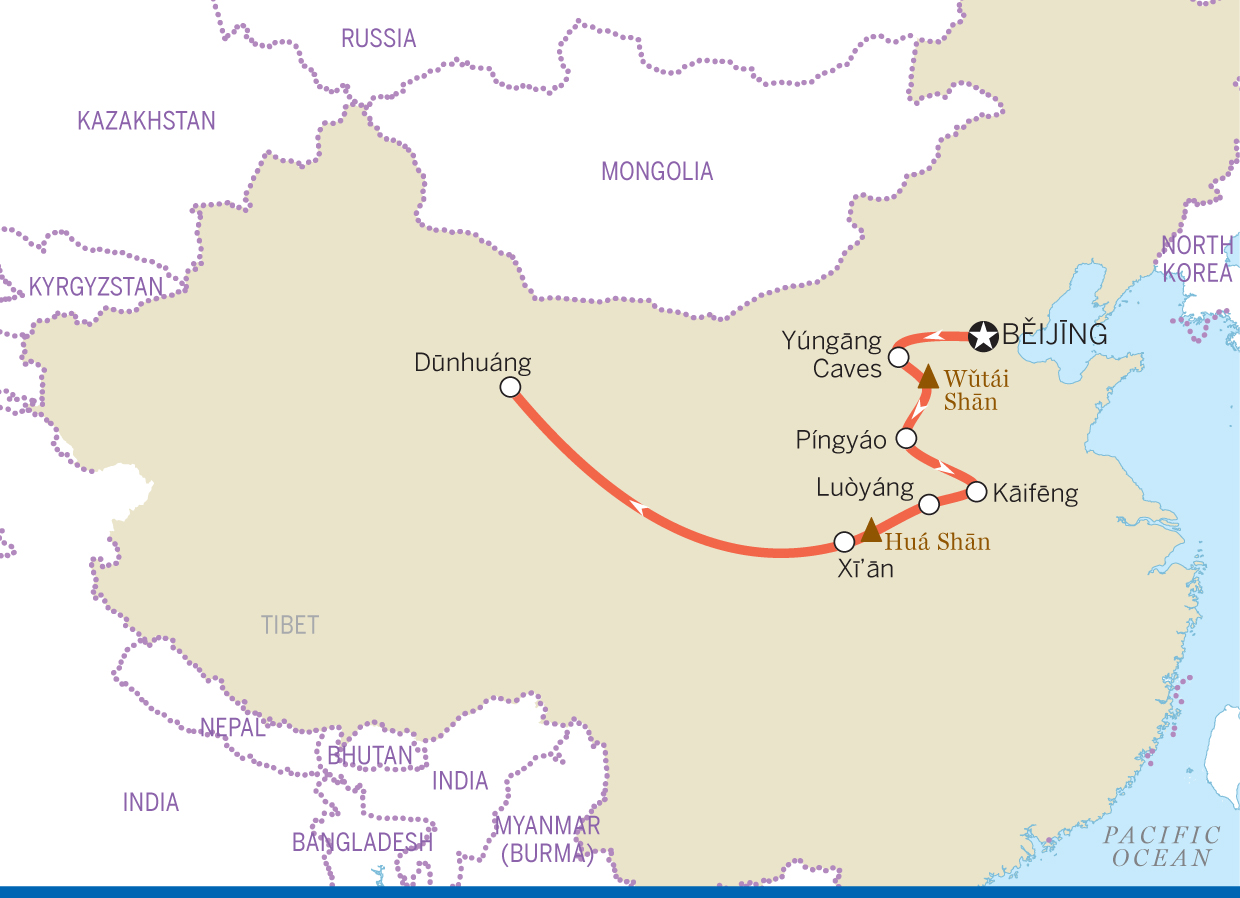 RUSSIA
KAZAKHSTAN
MONGOLIA
NORTH
KOREA
KYRGYZSTAN
BĚIJĪNG
Yúngāng
Caves
Dūnhuáng
Wǔtái
Shān
Píngyáo
Luòyáng
Kāifēng
Huá Shān
Xī’ān
TIBET
NEPAL
BHUTAN
INDIA
INDIA
MYANMAR
(BURMA)
BANGLADESH
PACIFIC
OCEAN